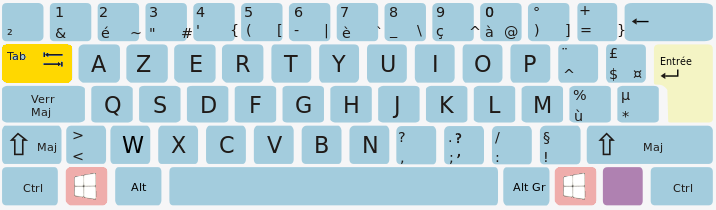 ² 1 & 2 é ~ 3 " # 4 ' { 5 ( [ 6 - | 7 è ` 8 _ \ 9 ç ^ 0 à @ ° ) ] + = } ←
Tab A Z E R T Y U I O P ¨ ^ £ $ ¤ Entrée
Verr Maj Q S D F G H J K L M % ù µ *
⇧ Maj > < W X C V B N ? , . ? ; , / : § ! ⇧ Maj
Ctrl Alt Alt Gr Ctrl